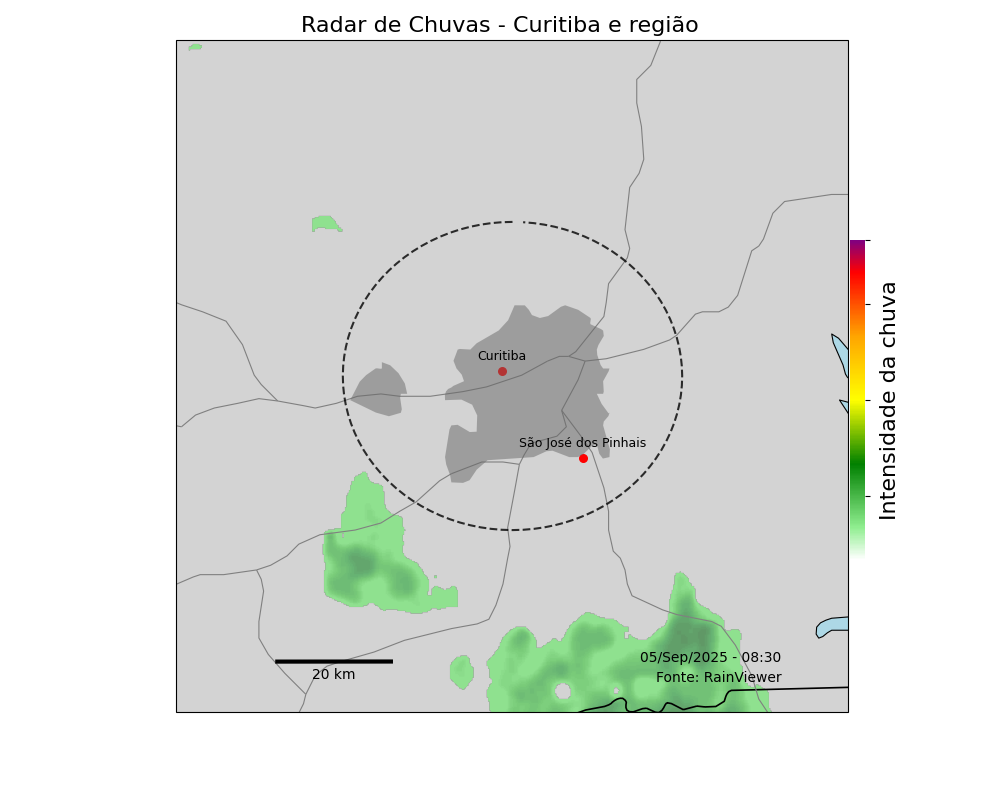 Radar de Chuvas - Curitiba e região
Curitiba
São José dos Pinhais
Intensidade da chuva
05/Sep/2025 - 08:30
Fonte: RainViewer
20 km